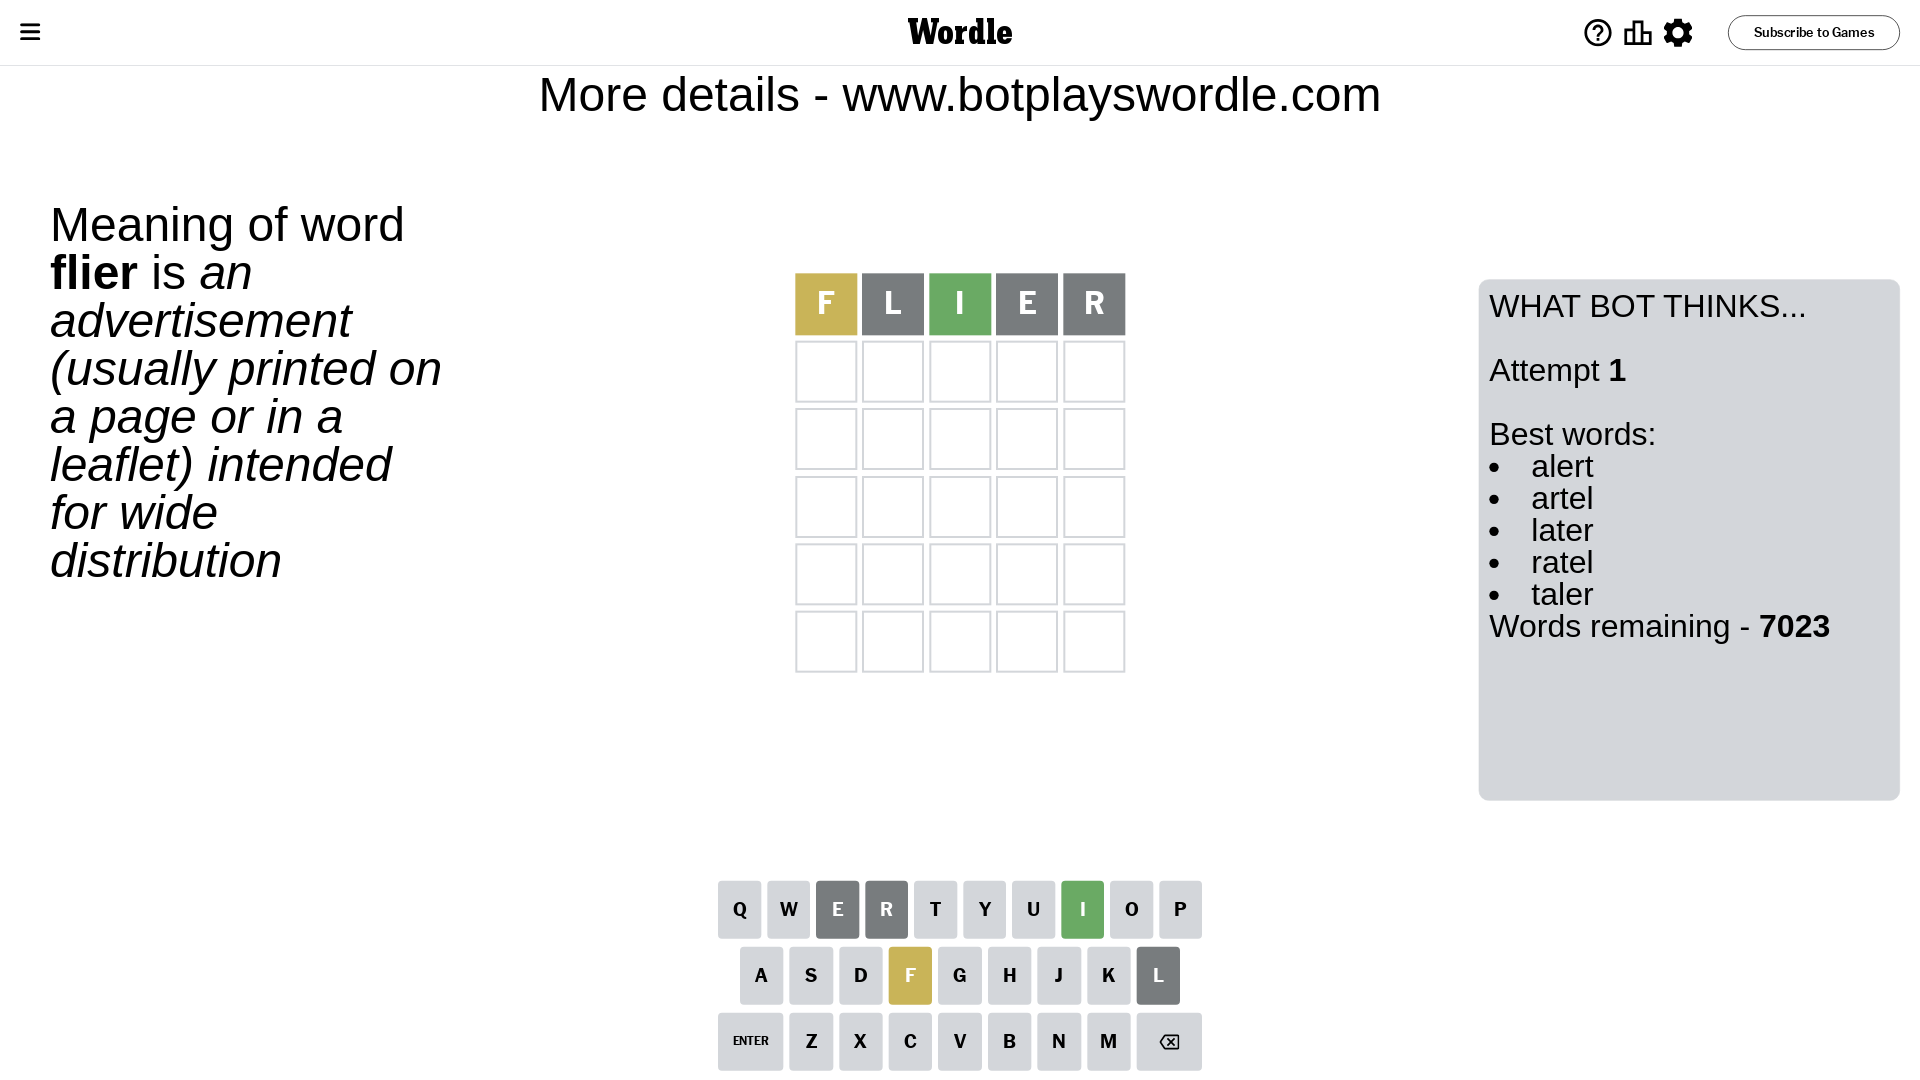 Wordle
Subscribe to Games
More details - www.botplayswordle.com
Meaning of word
flier is an
advertisement
(usually printed on
a page or in a
leaflet) intended
for wide
distribution
F L I E R
WHAT BOT THINKS...
Attempt 1
Best words:
• alert
• artel
• later
• ratel
• taler
Words remaining - 7023
Q W E R T Y U I O P
A S D F G H J K L
ENTER Z X C V B N M